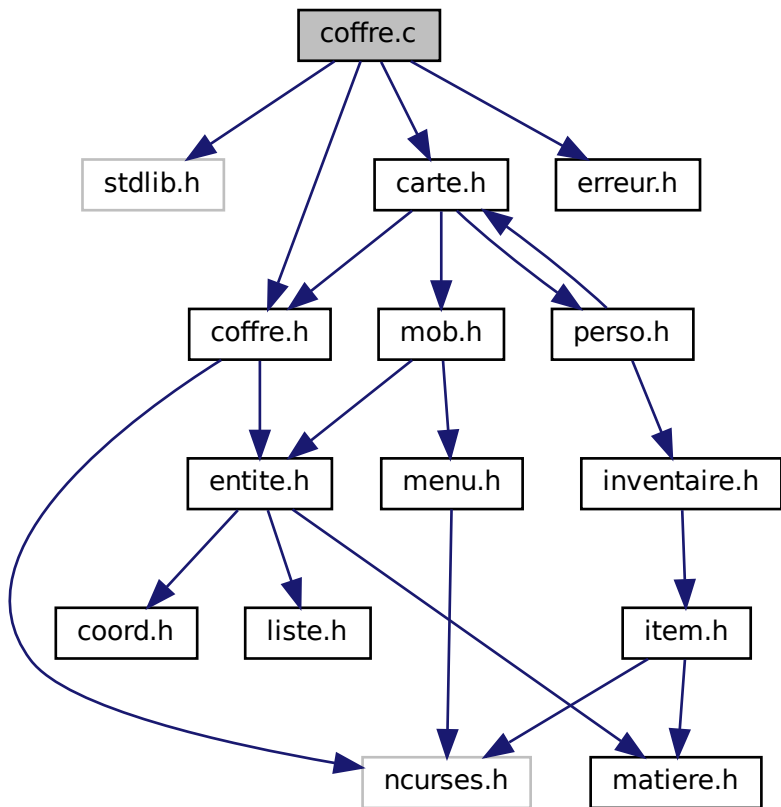 coffre.c
stdlib.h
carte.h
erreur.h
coffre.h
mob.h
perso.h
entite.h
menu.h
inventaire.h
coord.h
liste.h
item.h
ncurses.h
matiere.h